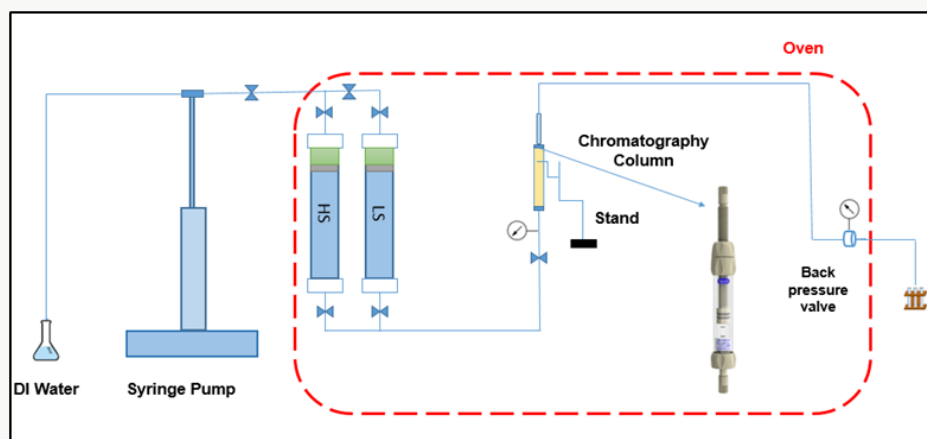 Oven
Chromatography
Column
HS
LS
Stand
Back
pressure
valve
DI Water
Syringe Pump